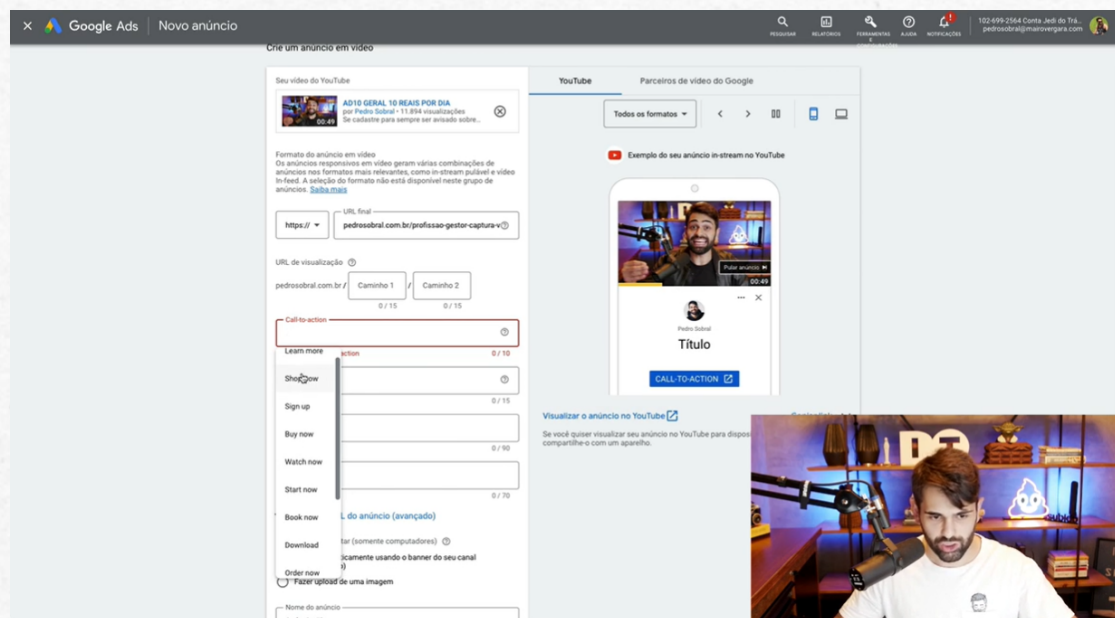 Google Ads
Novo anúncio
PESQUISAR
RELATÓRIOS
FERRAMENTAS
E
CONFIGURAÇÕES
AJUDA
NOTIFICAÇÕES
102-699-2564 Conta Jedi do Trá...
pedrosobral@mairovergara.com
Crie um anúncio em vídeo
Seu vídeo do YouTube
AD10 GERAL 10 REAIS POR DIA
por Pedro Sobral • 11.894 visualizações
Se cadastre para sempre ser avisado sobre...
00:49
Formato do anúncio em vídeo
Os anúncios responsivos em vídeo geram várias combinações de
anúncios nos formatos mais relevantes, como in-stream pulável e vídeo
In-feed. A seleção do formato não está disponível neste grupo de
anúncios. Saiba mais
https://
URL final
pedrosobral.com.br/profissao-gestor-captura-v
URL de visualização
pedrosobral.com.br /
Caminho 1
/
Caminho 2
0 / 15
0 / 15
Call-to-action
Learn more
0 / 10
Shop now
0 / 15
Sign up
Buy now
0 / 90
Watch now
Start now
0 / 70
Book now
do anúncio (avançado)
Download
(somente computadores)
usando o banner do seu canal
Order now
Fazer upload de uma imagem
Nome do anúncio
YouTube
Parceiros de vídeo do Google
Todos os formatos
Exemplo do seu anúncio in-stream no YouTube
Pular anúncio
00:49
Pedro Sobral
Título
CALL-TO-ACTION
Visualizar o anúncio no YouTube
Se você quiser visualizar seu anúncio no YouTube para
compartilhe-o com um aparelho.